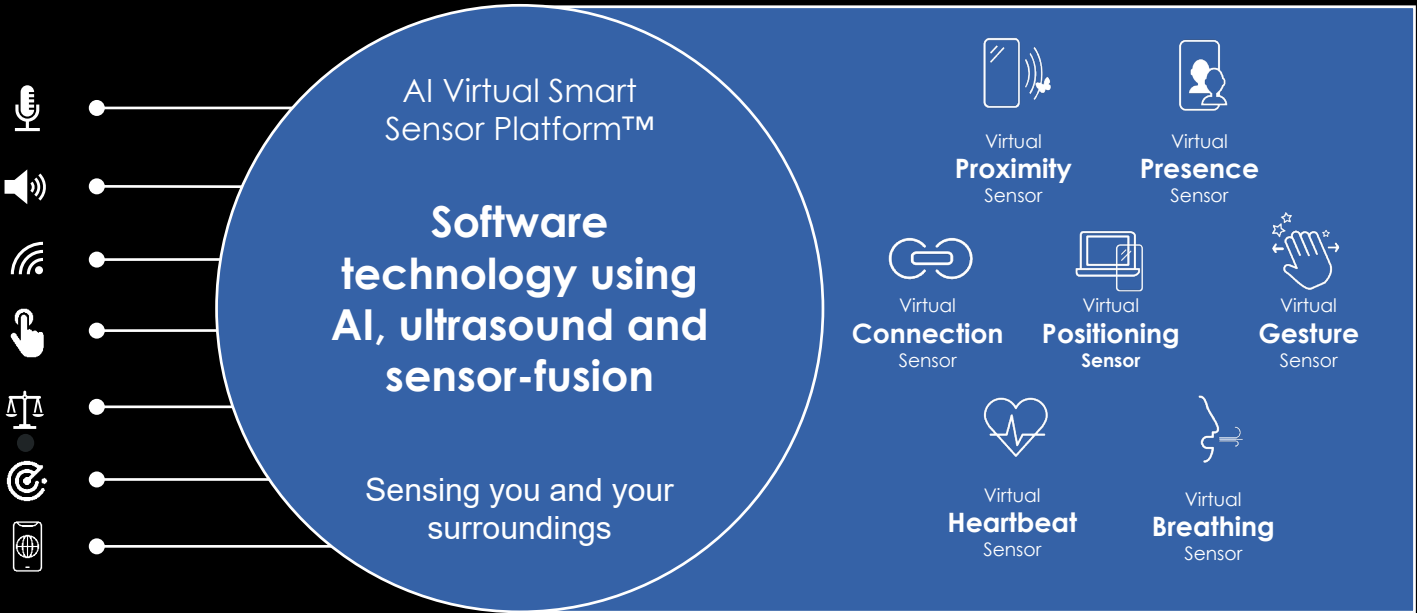 AI Virtual Smart
Sensor Platform™
Software
technology using
AI, ultrasound and
sensor-fusion
Sensing you and your
surroundings
Virtual
Proximity
Sensor
Virtual
Presence
Sensor
Virtual
Connection
Sensor
Virtual
Positioning
Sensor
Virtual
Gesture
Sensor
Virtual
Heartbeat
Sensor
Virtual
Breathing
Sensor